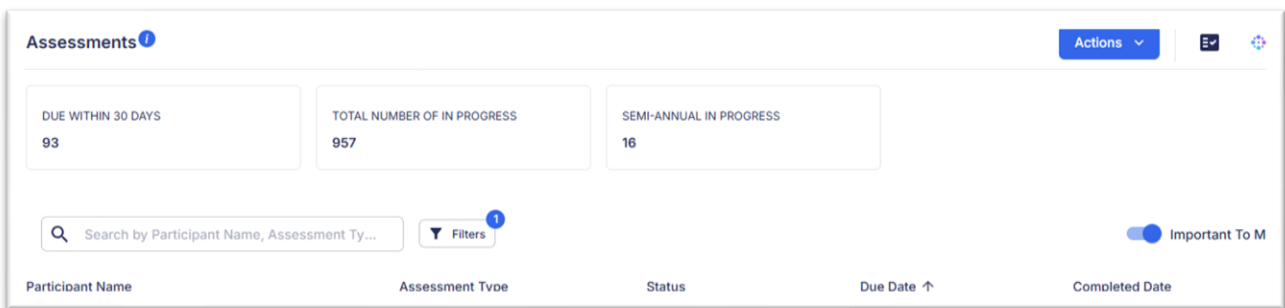 Assessments i
Actions
DUE WITHIN 30 DAYS
93
TOTAL NUMBER OF IN PROGRESS
957
SEMI-ANNUAL IN PROGRESS
16
Search by Participant Name, Assessment Ty...
Filters 1
Important To M
Participant Name Assessment Type Status Due Date ↑ Completed Date